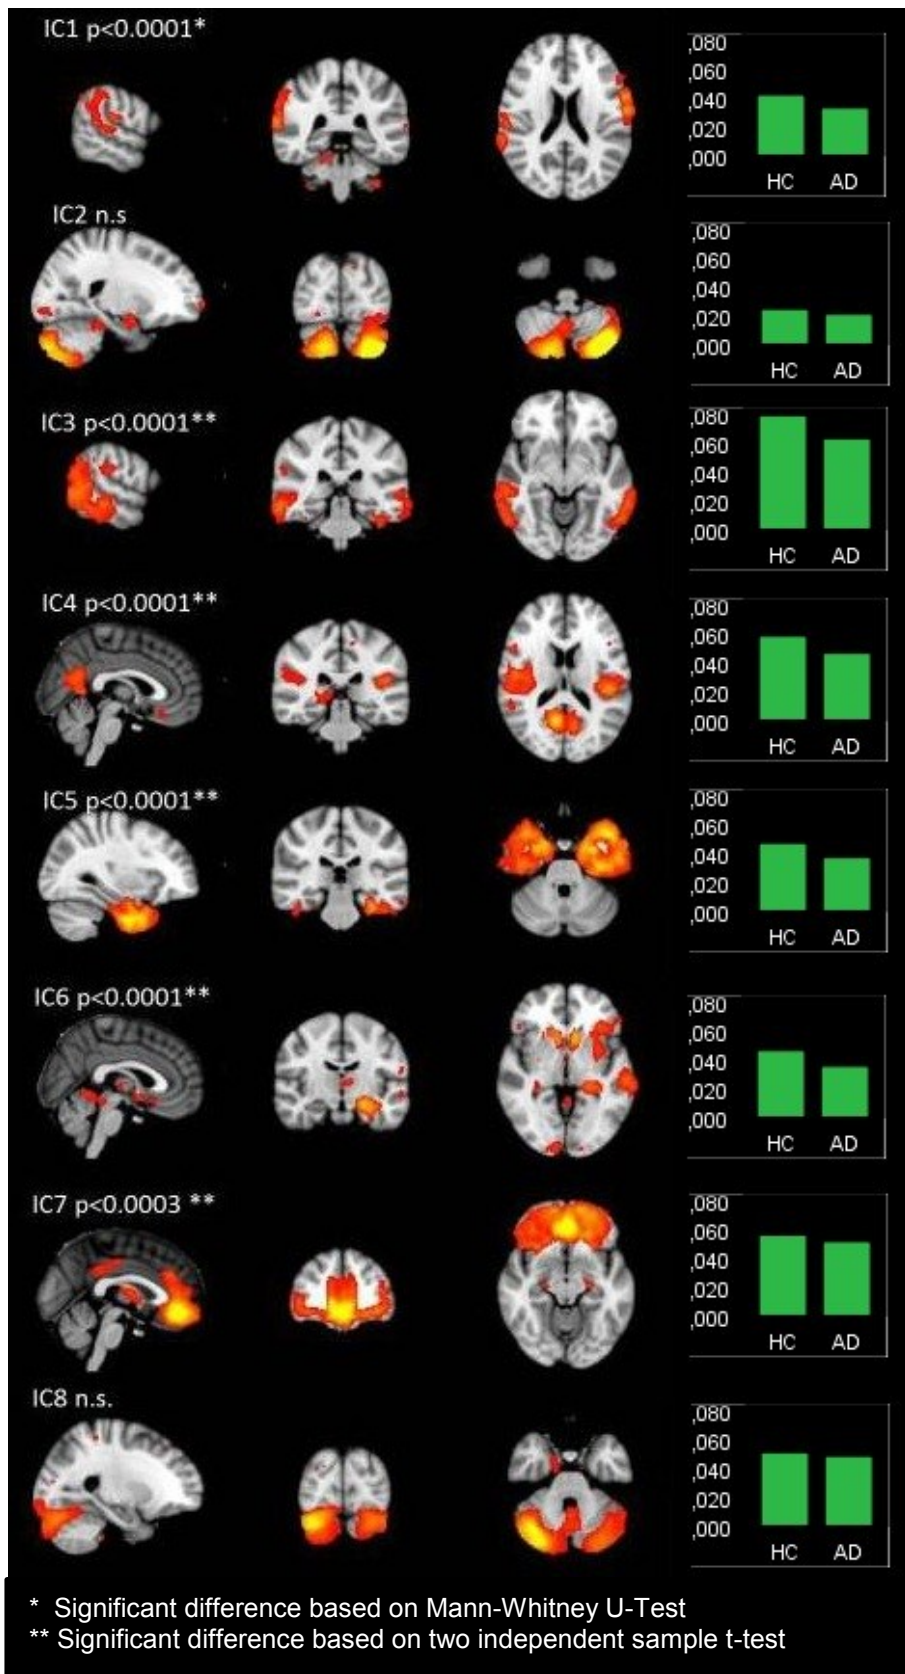 IC1 p<0.0001*
,080
,060
,040
,020
,000
HC AD
IC2 n.s
,080
,060
,040
,020
,000
HC AD
IC3 p<0.0001**
,080
,060
,040
,020
,000
HC AD
IC4 p<0.0001**
,080
,060
,040
,020
,000
HC AD
IC5 p<0.0001**
,080
,060
,040
,020
,000
HC AD
IC6 p<0.0001**
,080
,060
,040
,020
,000
HC AD
IC7 p<0.0003 **
,080
,060
,040
,020
,000
HC AD
IC8 n.s.
,080
,060
,040
,020
,000
HC AD
* Significant difference based on Mann-Whitney U-Test
** Significant difference based on two independent sample t-test